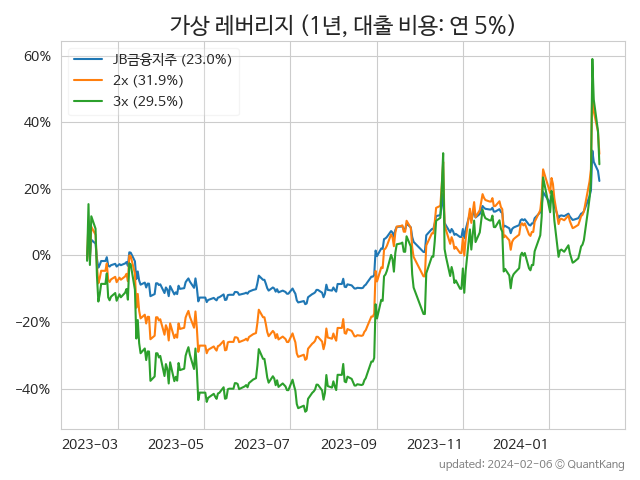 가상 레버리지 (1년, 대출 비용: 연 5%)
60%
40%
20%
0%
−20%
−40%
JB금융지주 (23.0%)
2x (31.9%)
3x (29.5%)
2023-03
2023-05
2023-07
2023-09
2023-11
2024-01
updated: 2024-02-06 © QuantKang